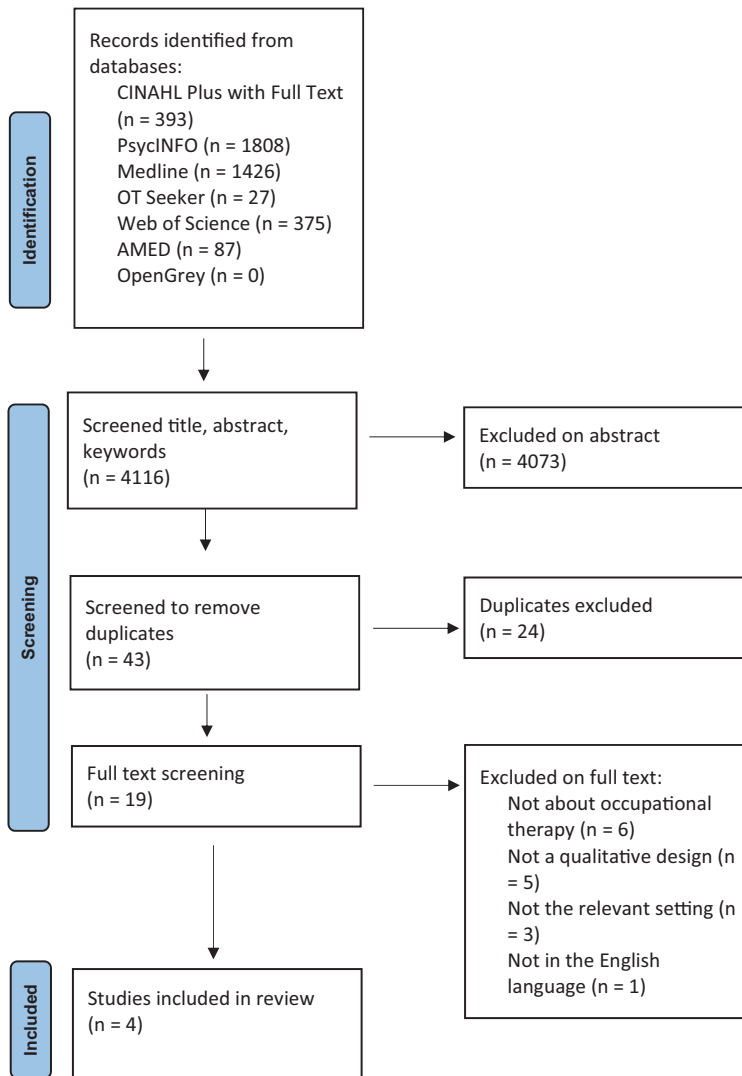 Identification
Records identified from
databases:
CINAHL Plus with Full Text
(n = 393)
PsycINFO (n = 1808)
Medline (n = 1426)
OT Seeker (n = 27)
Web of Science (n = 375)
AMED (n = 87)
OpenGrey (n = 0)
Screening
Screened title, abstract,
keywords
(n = 4116)
Excluded on abstract
(n = 4073)
Screened to remove
duplicates
(n = 43)
Duplicates excluded
(n = 24)
Full text screening
(n = 19)
Excluded on full text:
Not about occupational
therapy (n = 6)
Not a qualitative design (n
= 5)
Not the relevant setting (n
= 3)
Not in the English
language (n = 1)
Included
Studies included in review
(n = 4)